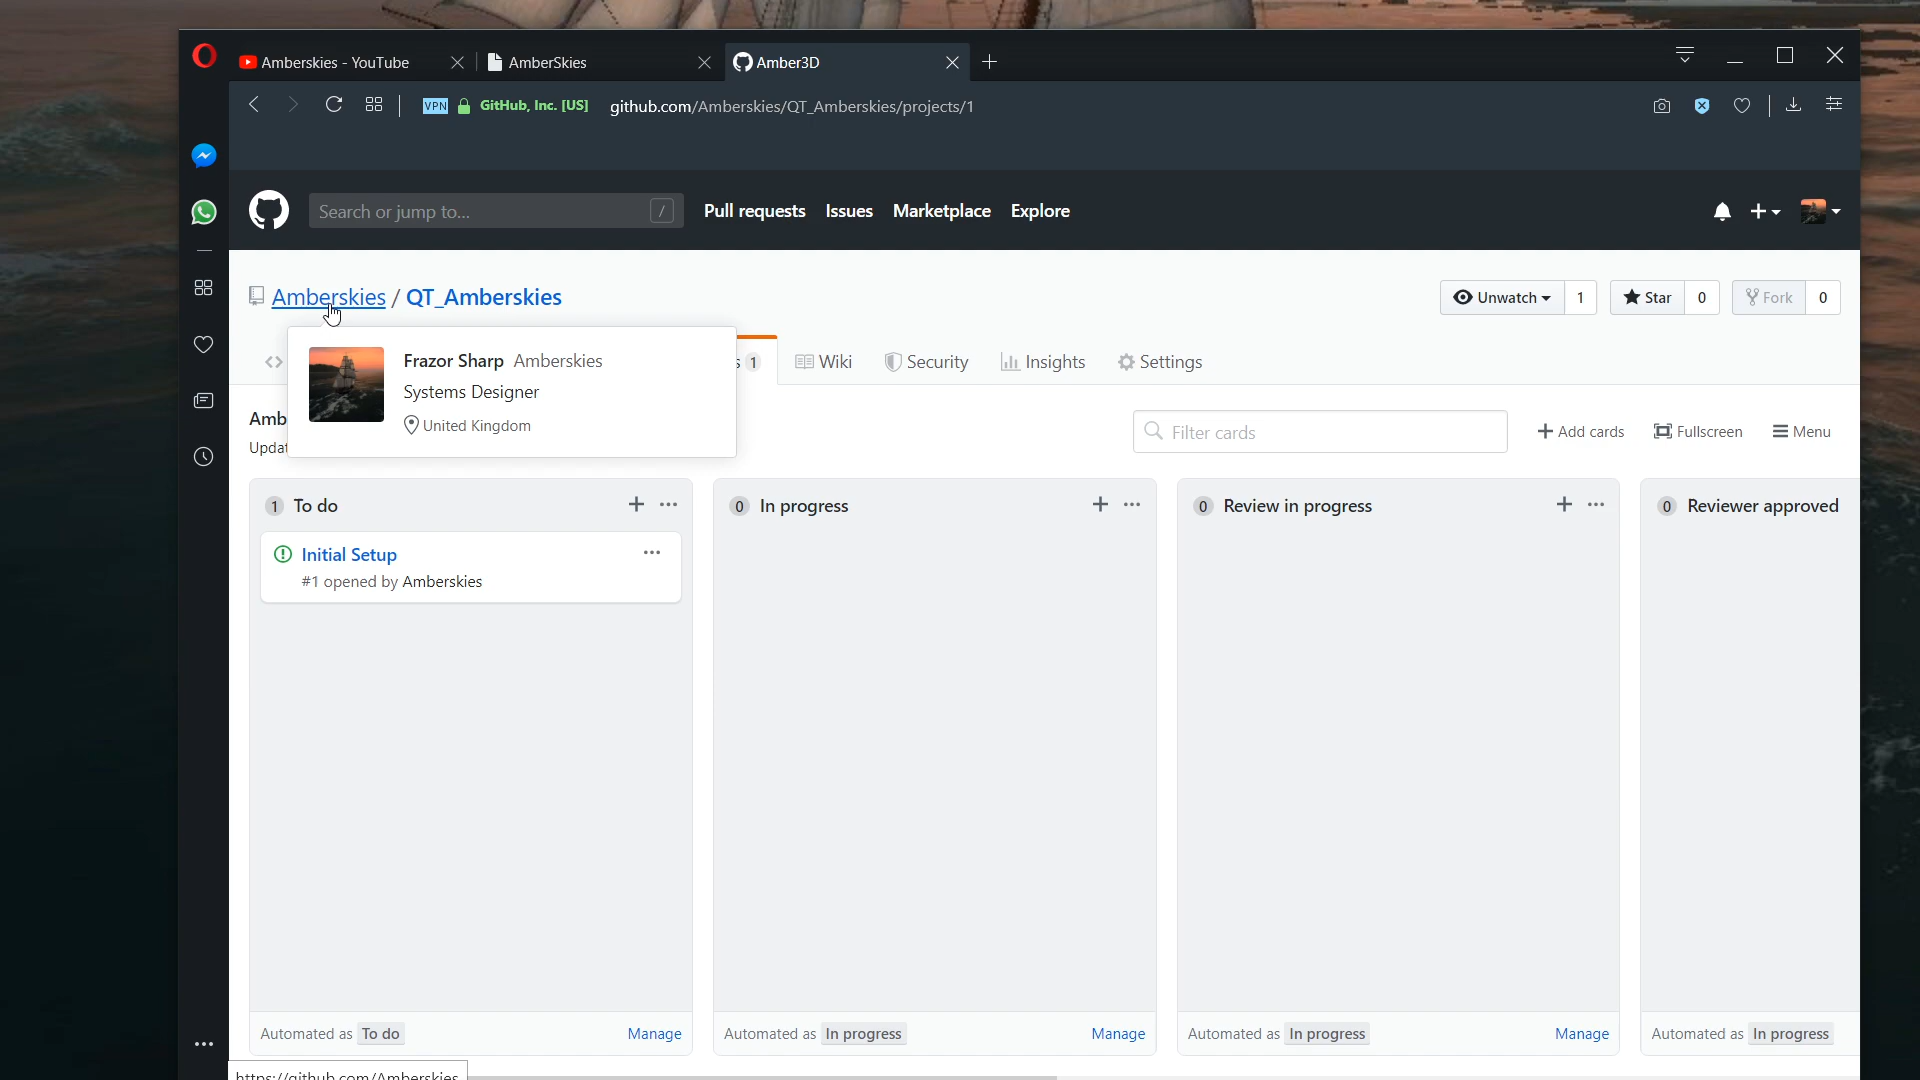 Amberskies - YouTube
AmberSkies
Amber3D
VPN
GitHub, Inc. [US]
github.com/Amberskies/QT_Amberskies/projects/1
Search or jump to...
/
Pull requests
Issues
Marketplace
Explore
Amberskies / QT_Amberskies
Unwatch
1
Star
0
Fork
0
s 1
Wiki
Security
Insights
Settings
Frazor Sharp Amberskies
Systems Designer
United Kingdom
Amb
Updat
Filter cards
Add cards
Fullscreen
Menu
1 To do
0 In progress
0 Review in progress
0 Reviewer approved
Initial Setup
#1 opened by Amberskies
Automated as To do
Manage
Automated as In progress
Manage
Automated as In progress
Manage
Automated as In progress
https://github.com/Amberskies